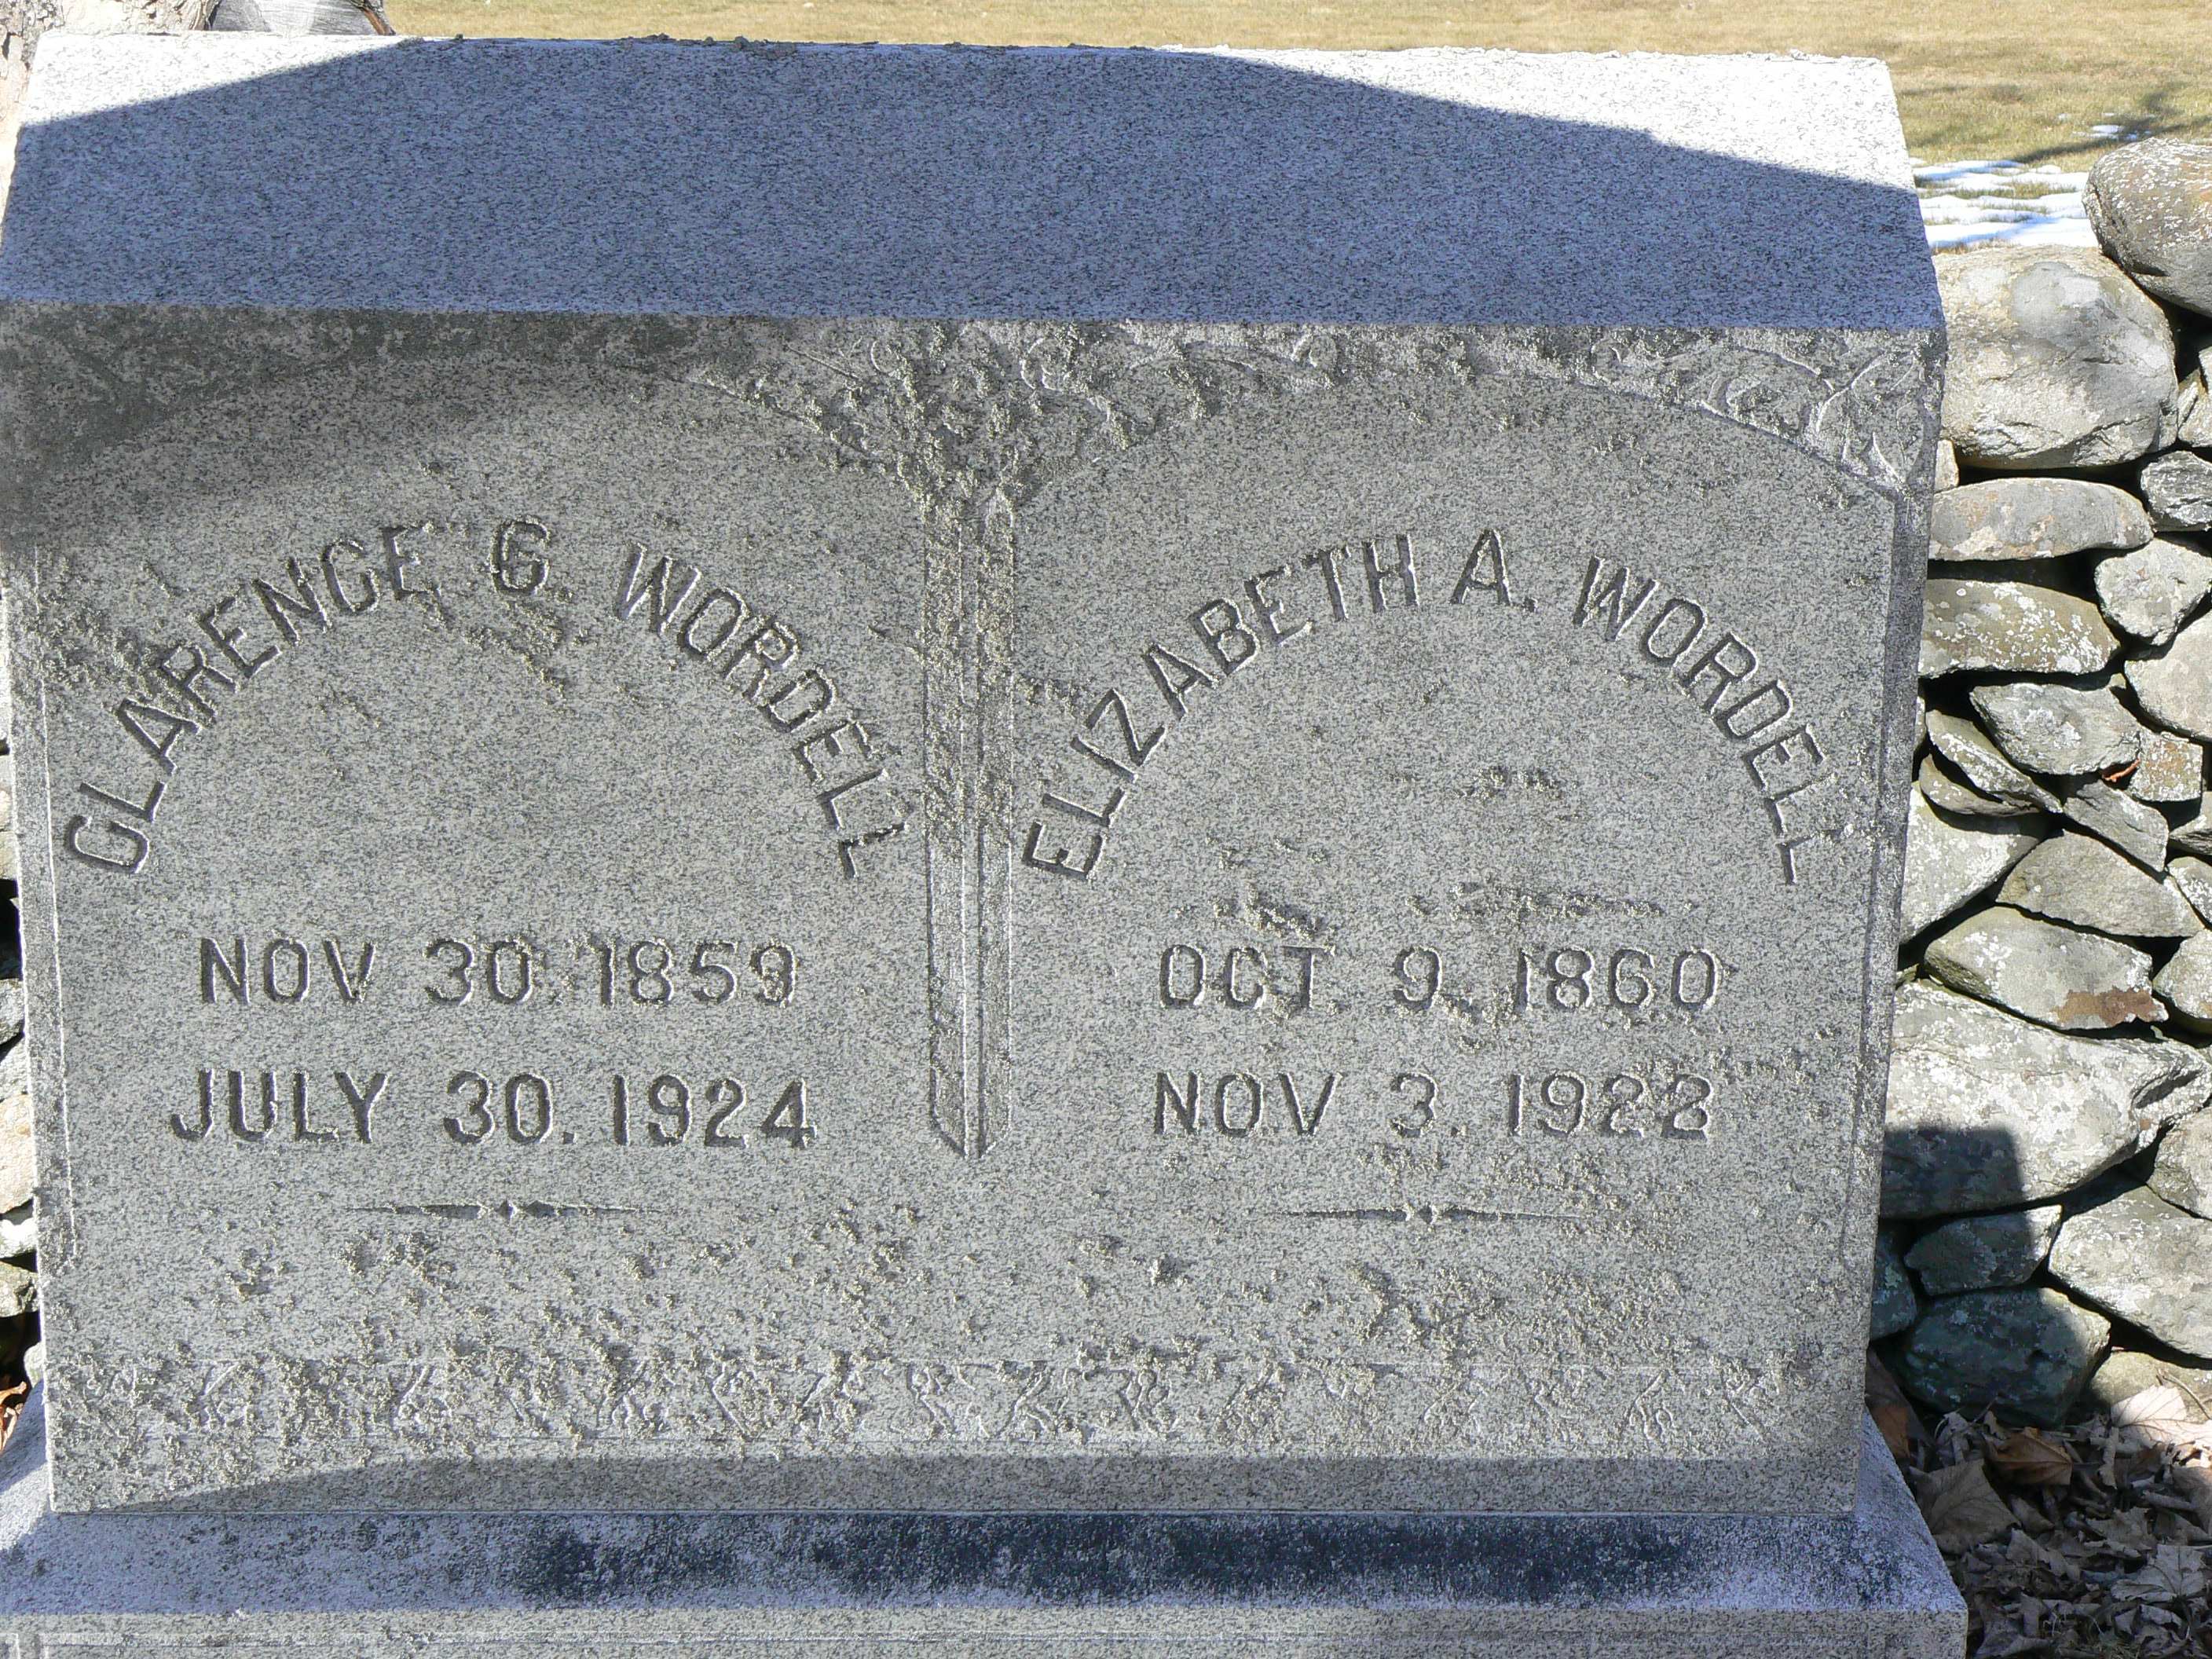 CLARENCE G. WORDELL
NOV 30. 1859
JULY 30. 1924
ELIZABETH A. WORDELL
OCT. 9. 1860
NOV 3. 1922